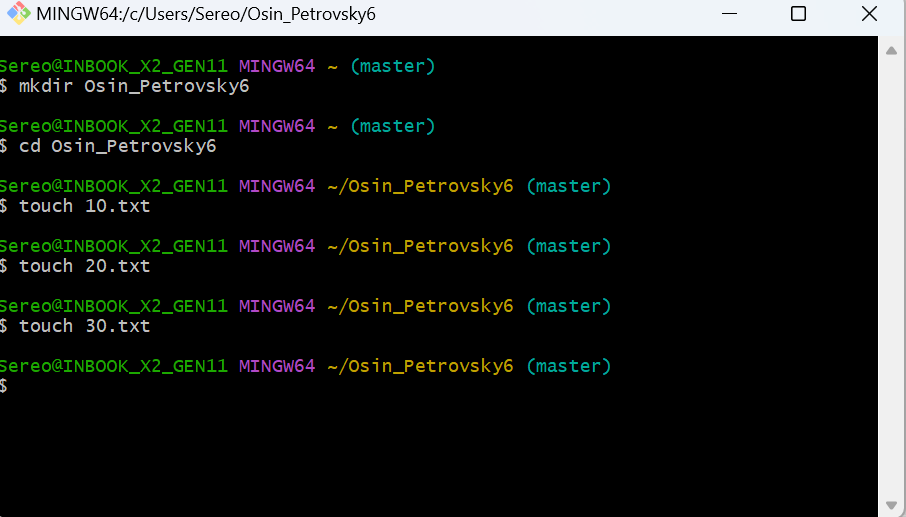 MINGW64:/c/Users/Sereo/Osin_Petrovsky6
Sereo@INBOOK_X2_GEN11 MINGW64 ~ (master)
$ mkdir Osin_Petrovsky6
Sereo@INBOOK_X2_GEN11 MINGW64 ~ (master)
$ cd Osin_Petrovsky6
Sereo@INBOOK_X2_GEN11 MINGW64 ~/Osin_Petrovsky6 (master)
$ touch 10.txt
Sereo@INBOOK_X2_GEN11 MINGW64 ~/Osin_Petrovsky6 (master)
$ touch 20.txt
Sereo@INBOOK_X2_GEN11 MINGW64 ~/Osin_Petrovsky6 (master)
$ touch 30.txt
Sereo@INBOOK_X2_GEN11 MINGW64 ~/Osin_Petrovsky6 (master)
$